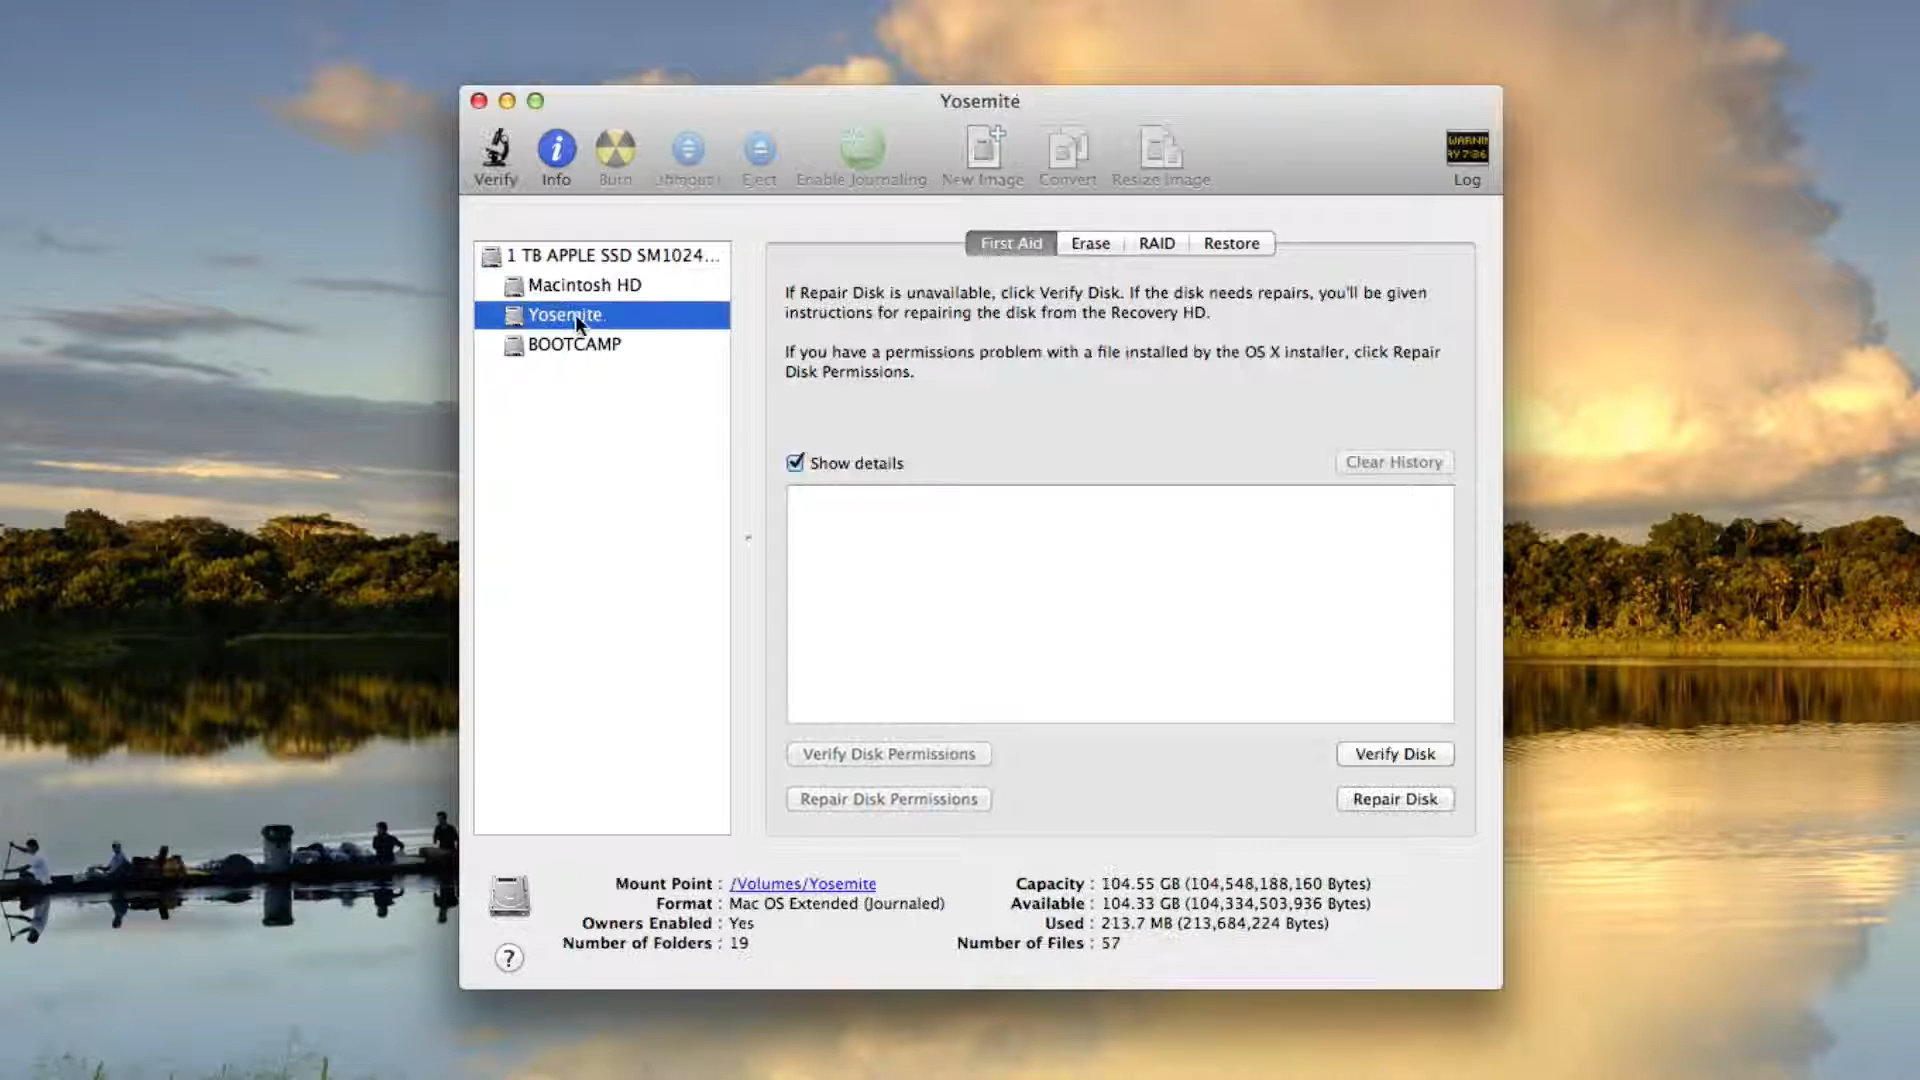 Yosemite
Verify
Info
Burn
Eject
Enable Journaling
New Image
Convert
Resize Image
WARNIN
AY 7:36
Log
1 TB APPLE SSD SM1024...
Macintosh HD
Yosemite
BOOTCAMP
First Aid
Erase
RAID
Restore
If Repair Disk is unavailable, click Verify Disk. If the disk needs repairs, you'll be given
instructions for repairing the disk from the Recovery HD.
If you have a permissions problem with a file installed by the OS X installer, click Repair
Disk Permissions.
Show details
Clear History
Verify Disk Permissions
Verify Disk
Repair Disk Permissions
Repair Disk
Mount Point : /Volumes/Yosemite
Format : Mac OS Extended (Journaled)
Owners Enabled : Yes
Number of Folders : 19
Capacity : 104.55 GB (104,548,188,160 Bytes)
Available : 104.33 GB (104,334,503,936 Bytes)
Used : 213.7 MB (213,684,224 Bytes)
Number of Files : 57
?